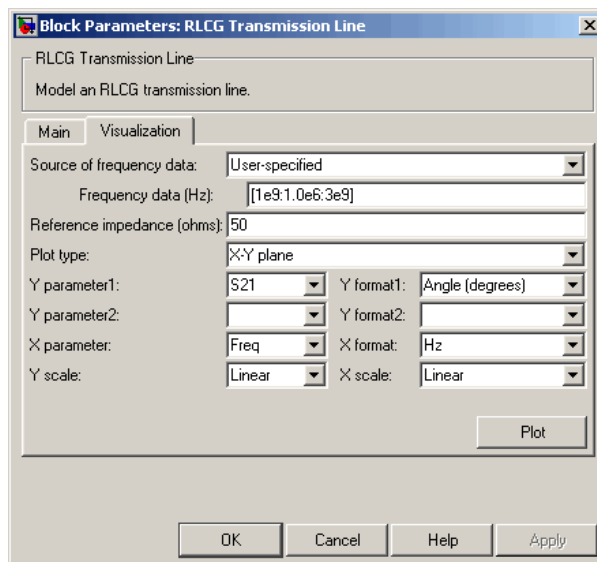 Block Parameters: RLCG Transmission Line
RLCG Transmission Line
Model an RLCG transmission line.
Main Visualization
Source of frequency data: User-specified
Frequency data (Hz): [1e9:1.0e6:3e9]
Reference impedance (ohms): 50
Plot type: X-Y plane
Y parameter1: S21 Y format1: Angle (degrees)
Y parameter2: Y format2:
X parameter: Freq X format: Hz
Y scale: Linear X scale: Linear
Plot
OK Cancel Help Apply